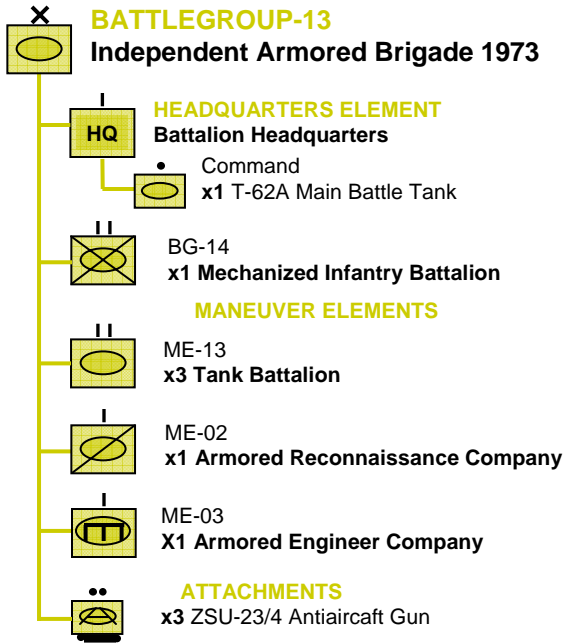 BATTLEGROUP-13
Independent Armored Brigade 1973
HEADQUARTERS ELEMENT
HQ
Battalion Headquarters
Command
x1 T-62A Main Battle Tank
BG-14
x1 Mechanized Infantry Battalion
MANEUVER ELEMENTS
ME-13
x3 Tank Battalion
ME-02
x1 Armored Reconnaissance Company
ME-03
X1 Armored Engineer Company
ATTACHMENTS
x3 ZSU-23/4 Antiaircaft Gun